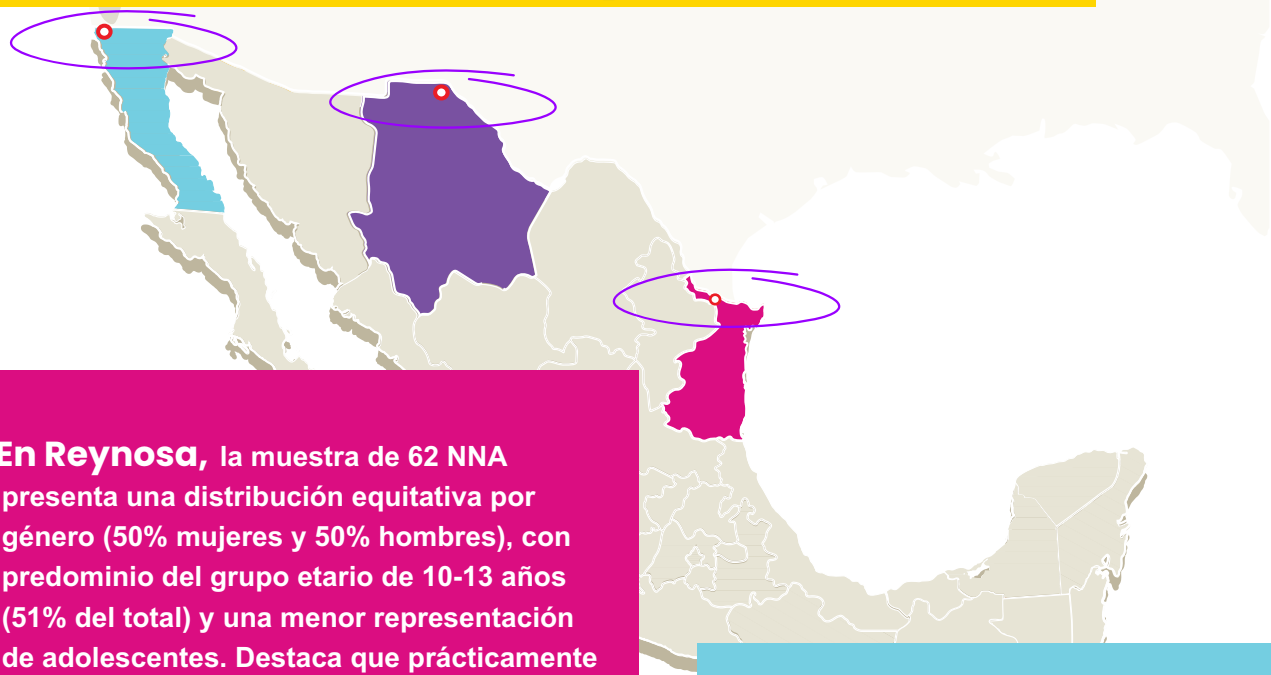 En Reynosa, la muestra de 62 NNA
presenta una distribución equitativa por
género (50% mujeres y 50% hombres), con
predominio del grupo etario de 10-13 años
(51% del total) y una menor representación
de adolescentes. Destaca que prácticamente